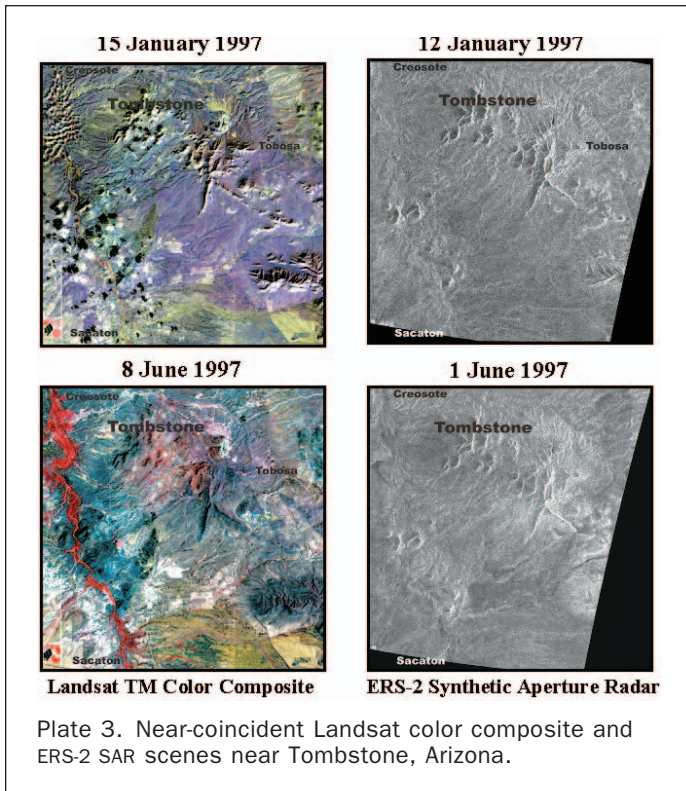 15 January 1997
12 January 1997
Creosote
Tombstone
Tobosa
Sacaton
Creosote
Tombstone
Tobosa
Sacaton
8 June 1997
1 June 1997
Creosote
Tombstone
Tobosa
Sacaton
Creosote
Tombstone
Sacaton
Landsat TM Color Composite
ERS-2 Synthetic Aperture Radar
Plate 3. Near-coincident Landsat color composite and
ERS-2 SAR scenes near Tombstone, Arizona.